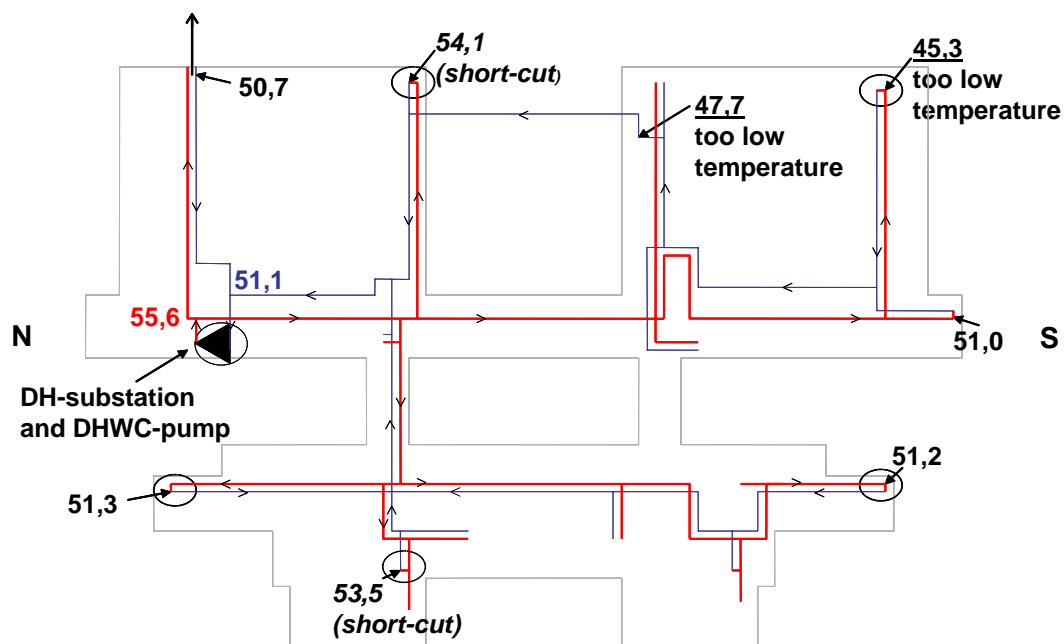 54,1
(short-cut)
45,3
too low
temperature
50,7
47,7
too low
temperature
51,1
55,6
N
51,0
S
DH-substation
and DHWC-pump
51,3
51,2
53,5
(short-cut)